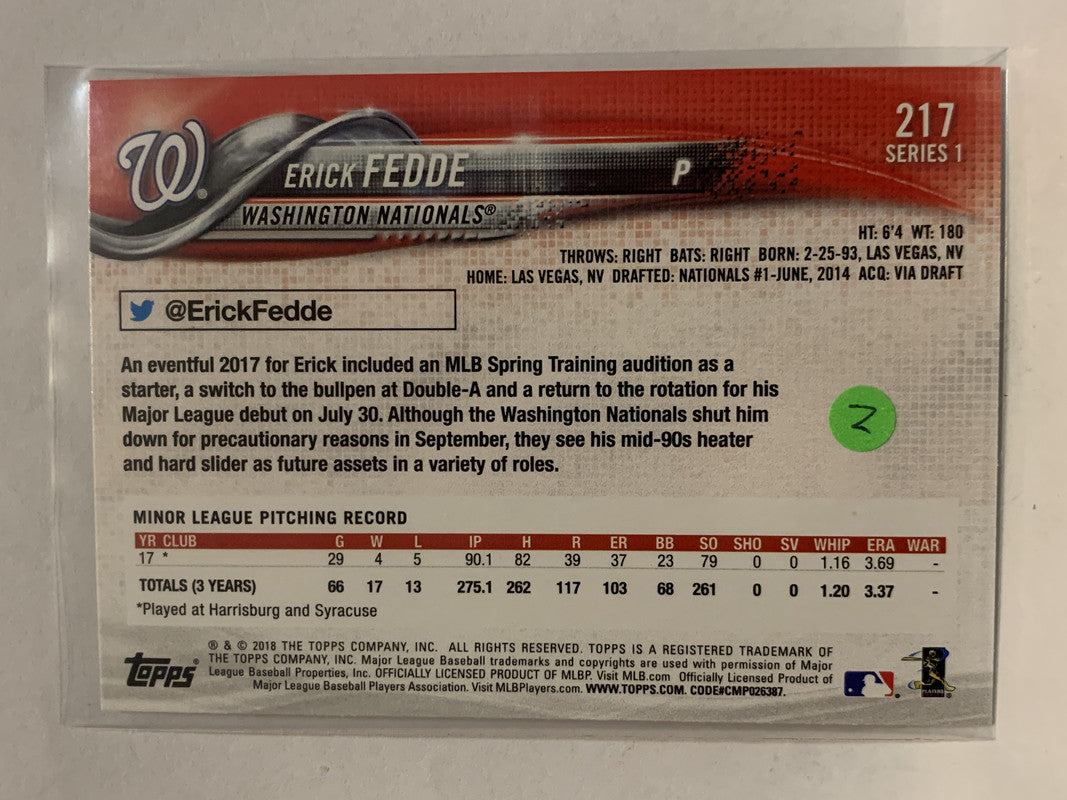 217
SERIES 1
W®
ERICK FEDDE P
WASHINGTON NATIONALS®
HT: 6'4 WT: 180
THROWS: RIGHT BATS: RIGHT BORN: 2-25-93, LAS VEGAS, NV
HOME: LAS VEGAS, NV DRAFTED: NATIONALS #1-JUNE, 2014 ACQ: VIA DRAFT
@ErickFedde
An eventful 2017 for Erick included an MLB Spring Training audition as a
starter, a switch to the bullpen at Double-A and a return to the rotation for his
Major League debut on July 30. Although the Washington Nationals shut him
down for precautionary reasons in September, they see his mid-90s heater
and hard slider as future assets in a variety of roles.
2
MINOR LEAGUE PITCHING RECORD
YR CLUB G W L IP H R ER BB SO SHO SV WHIP ERA WAR
17 * 29 4 5 90.1 82 39 37 23 79 0 0 1.16 3.69 -
TOTALS (3 YEARS) 66 17 13 275.1 262 117 103 68 261 0 0 1.20 3.37 -
*Played at Harrisburg and Syracuse
topps®
® & © 2018 THE TOPPS COMPANY, INC. ALL RIGHTS RESERVED. TOPPS IS A REGISTERED TRADEMARK OF
THE TOPPS COMPANY, INC. Major League Baseball trademarks and copyrights are used with permission of Major
League Baseball Properties, Inc. OFFICIALLY LICENSED PRODUCT OF MLBP. Visit MLB.com Officially Licensed Product of
Major League Baseball Players Association. Visit MLBPlayers.com. WWW.TOPPS.COM. CODE#CMP026387.
PLAYERS